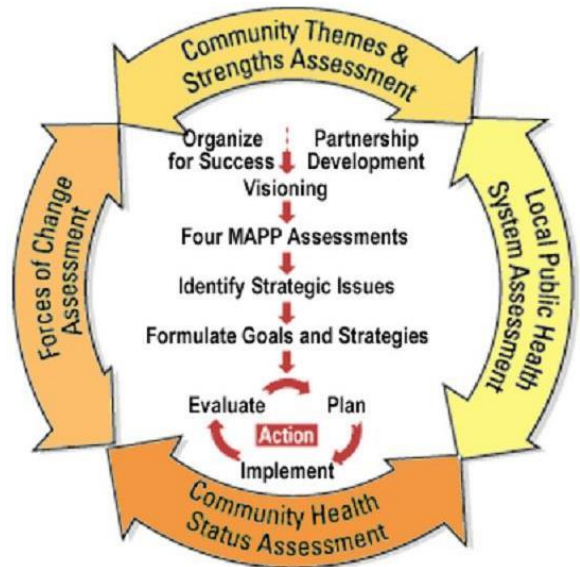 Community Themes &
Strengths Assessment
Organize
for Success
Partnership
Development
Visioning
Four MAPP Assessments
Identify Strategic Issues
Formulate Goals and Strategies
Evaluate
Plan
Action
Implement
Forces of Change
Assessment
Local Public Health
System Assessment
Community Health
Status Assessment